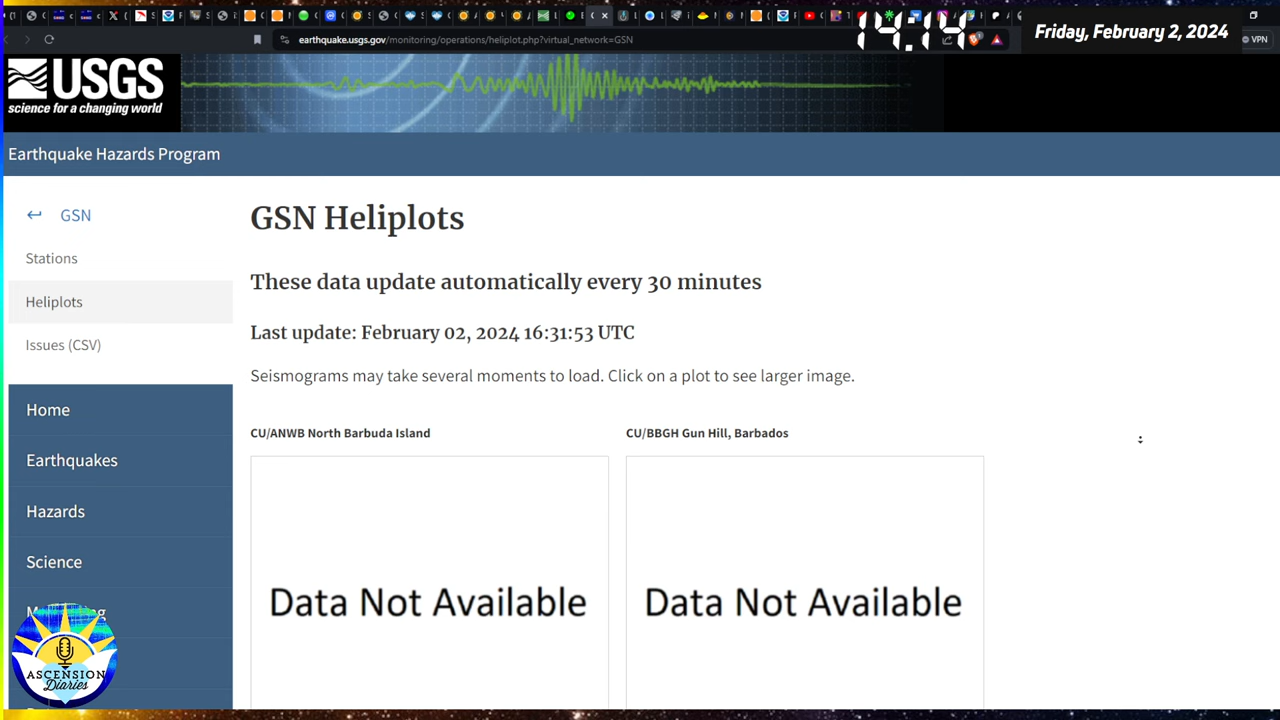 14:14
Friday, February 2, 2024
earthquake.usgs.gov/monitoring/operations/heliplot.php?virtual_network=GSN
VPN
USGS
science for a changing world
Earthquake Hazards Program
GSN
Stations
Heliplots
Issues (CSV)
Home
Earthquakes
Hazards
Science
GSN Heliplots
These data update automatically every 30 minutes
Last update: February 02, 2024 16:31:53 UTC
Seismograms may take several moments to load. Click on a plot to see larger image.
CU/ANWB North Barbuda Island
CU/BBGH Gun Hill, Barbados
Data Not Available
Data Not Available
ASCENSION
Diaries